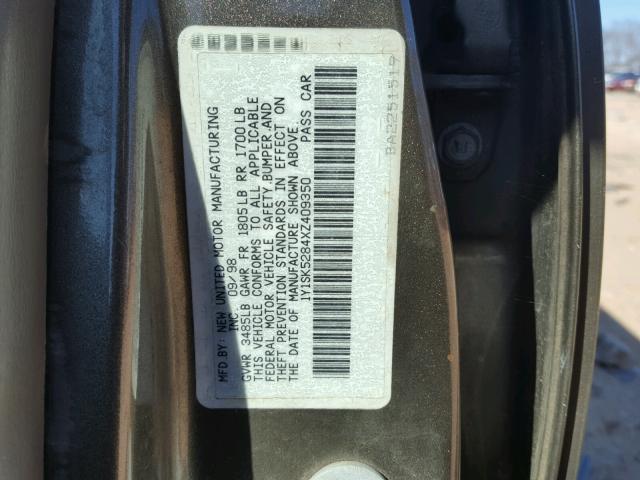 MFD BY: NEW UNITED MOTOR MANUFACTURING
INC. 09/98
GVWR 3485LB GAWR FR 1805LB RR 1700LB
THIS VEHICLE CONFORMS TO ALL APPLICABLE
FEDERAL MOTOR VEHICLE SAFETY BUMPER,AND
THEFT PREVENTION STANDARDS IN EFFECT ON
THE DATE OF MANUFACTURE SHOWN ABOVE
1Y1SK5284XZ409350 PASS CAR
BA2251519